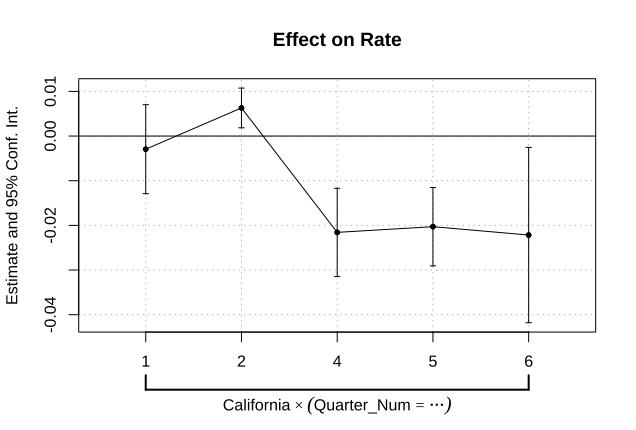 Effect on Rate
Estimate and 95% Conf. Int.
0.01
0.00
-0.02
-0.04
1 2 4 5 6
California × (Quarter_Num = ⋯)